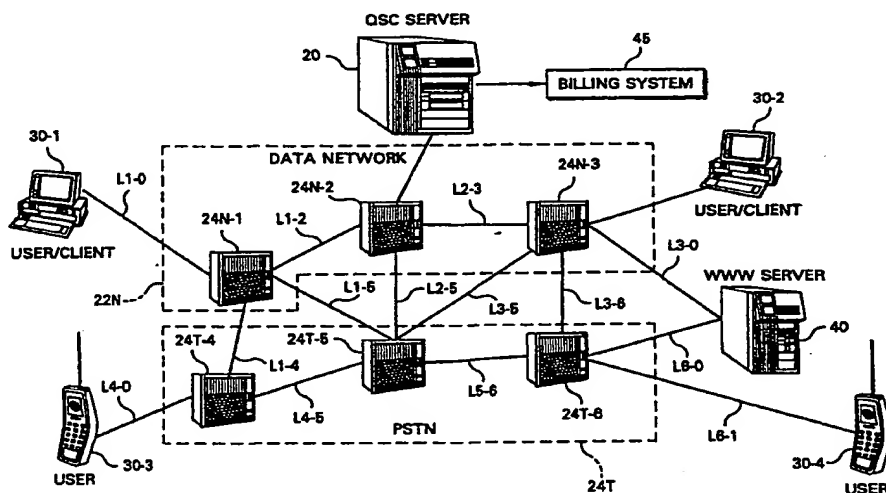 QSC SERVER
20
45
BILLING SYSTEM
30-1
30-2
DATA NETWORK
L1-0
24N-2
24N-3
L2-3
24N-1
L1-2
USER/CLIENT
USER/CLIENT
L3-0
WWW SERVER
22N
L1-5
L2-5
L3-5
L3-6
24T-4
24T-5
40
L1-4
L6-0
L4-0
L4-5
L5-6
24T-6
L6-1
PSTN
30-3
30-4
USER
24T
USER